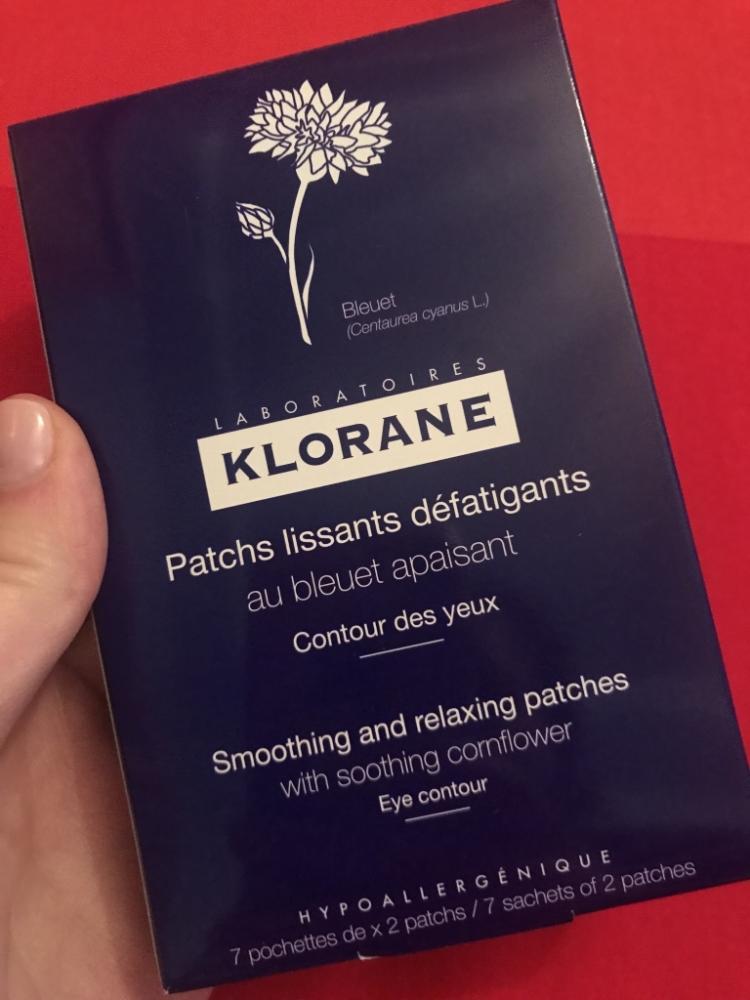 Bleuet
(Centaurea cyanus L.)
LABORATOIRES
KLORANE
Patchs lissants défatigants
au bleuet apaisant
Contour des yeux
Smoothing and relaxing patches
with soothing cornflower
Eye contour
HYPOALLERGÉNIQUE
7 pochettes de x 2 patchs / 7 sachets of 2 patches